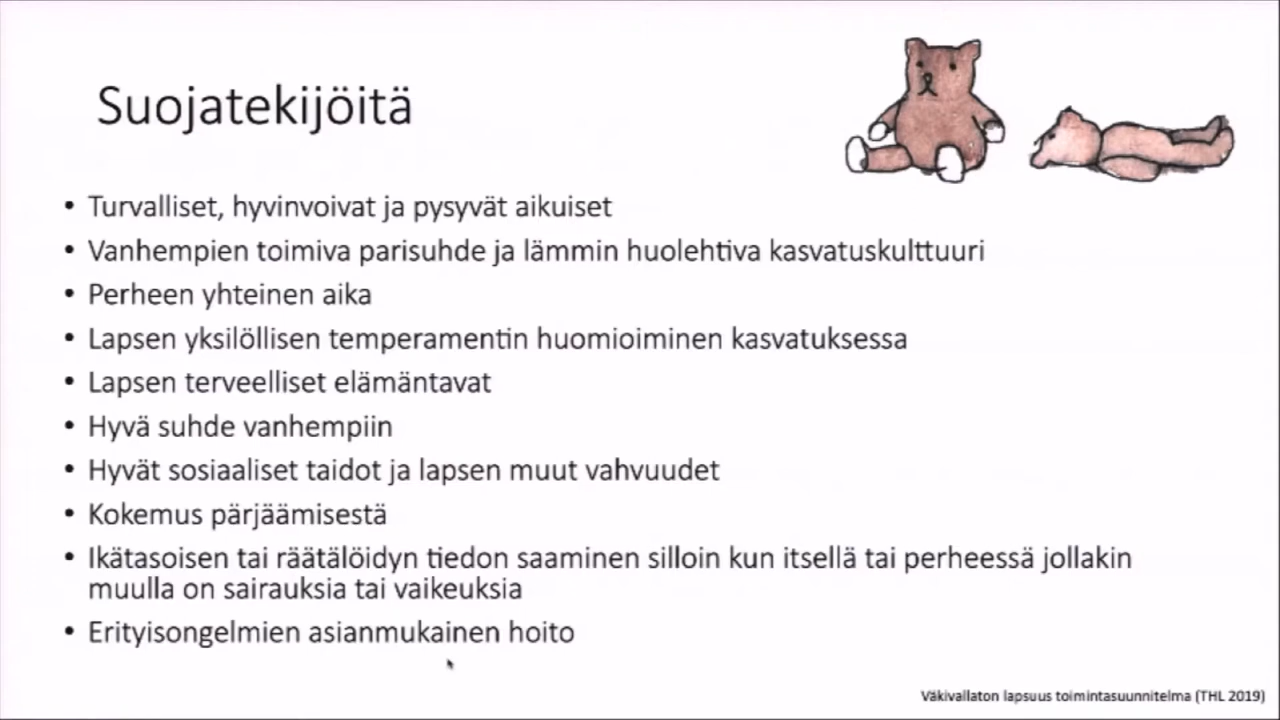 Suojatekijöitä
• Turvalliset, hyvinvoivat ja pysyvät aikuiset
• Vanhempien toimiva parisuhde ja lämmin huolehtiva kasvatuskulttuuri
• Perheen yhteinen aika
• Lapsen yksilöllisen temperamentin huomioiminen kasvatuksessa
• Lapsen terveelliset elämäntavat
• Hyvä suhde vanhempiin
• Hyvät sosiaaliset taidot ja lapsen muut vahvuudet
• Kokemus pärjäämisestä
• Ikätasoisen tai räätälöidyn tiedon saaminen silloin kun itsellä tai perheessä jollakin
muulla on sairauksia tai vaikeuksia
• Erityisongelmien asianmukainen hoito
Väkivallaton lapsuus toimintasuunnitelma (THL 2019)